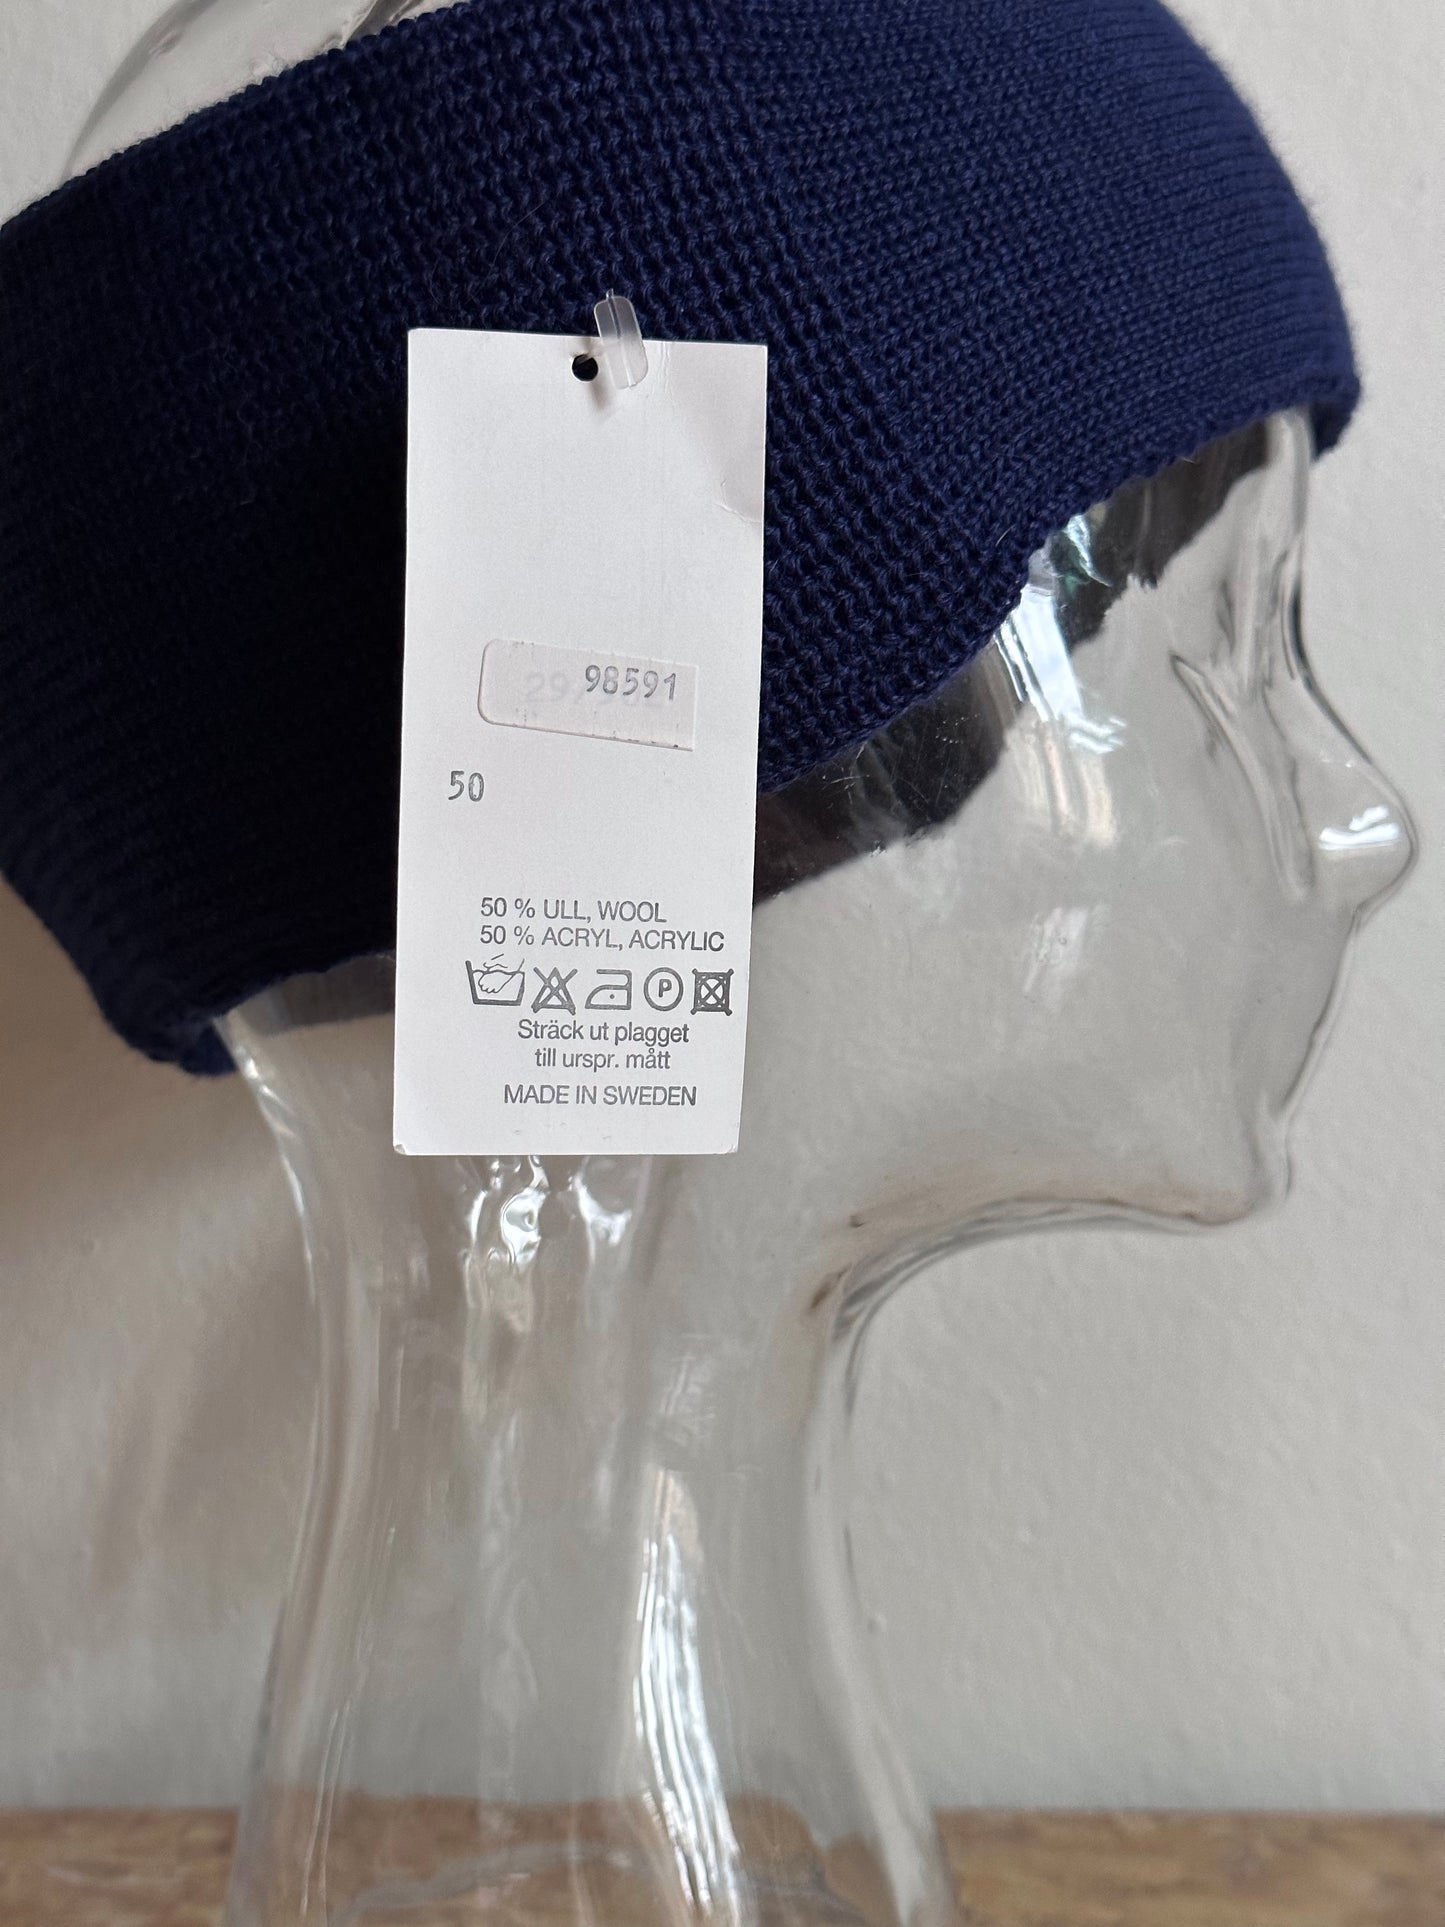 98591
50
50 % ULL, WOOL
50 % ACRYL, ACRYLIC
P
Sträck ut plagget
till urspr. mått
MADE IN SWEDEN